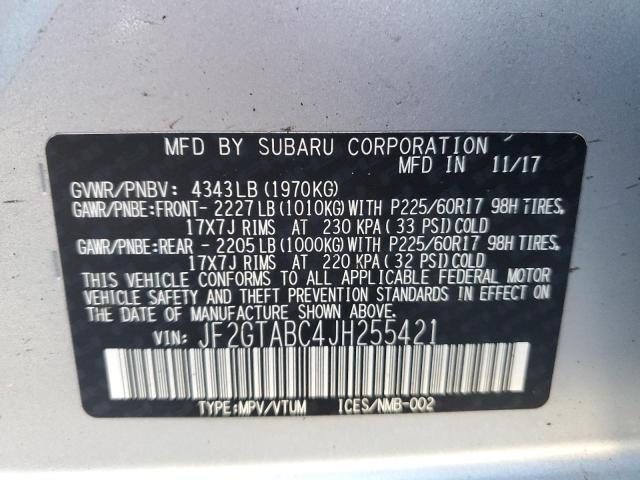 MFD BY SUBARU CORPORATION
MFD IN 11/17
GVWR/PNBV: 4343LB(1970KG)
GAWR/PNBE:FRONT- 2227LB(1010KG)WITH P225/60R17 98H TIRES,
17X7J RIMS AT 230 KPA(33 PSI)COLD
GAWR/PNBE:REAR - 2205LB(1000KG)WITH P225/60R17 98H TIRES,
17X7J RIMS AT 220 KPA(32 PSI)COLD
THIS VEHICLE CONFORMS TO ALL APPLICABLE FEDERAL MOTOR
VEHICLE SAFETY AND THEFT PREVENTION STANDARDS IN EFFECT ON
THE DATE OF MANUFACTURE SHOWN ABOVE.
VIN: JF2GTABC4JH255421
TYPE:MPV/VTUM ICES/NMB-002